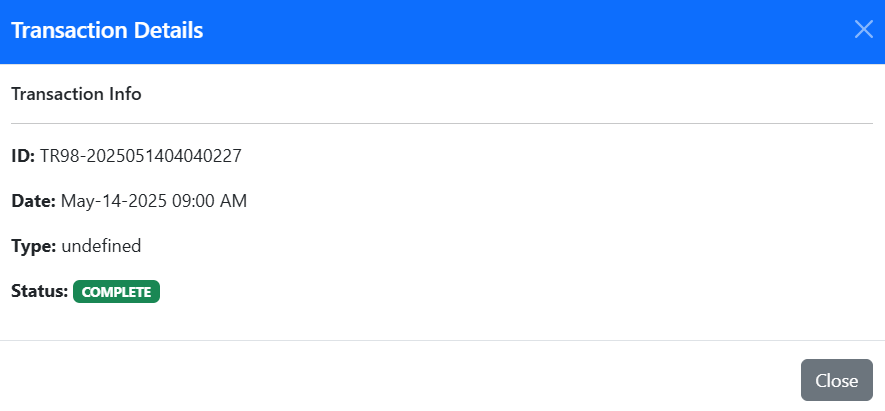 Transaction Details
Transaction Info
ID: TR98-2025051404040227
Date: May-14-2025 09:00 AM
Type: undefined
Status: COMPLETE
Close